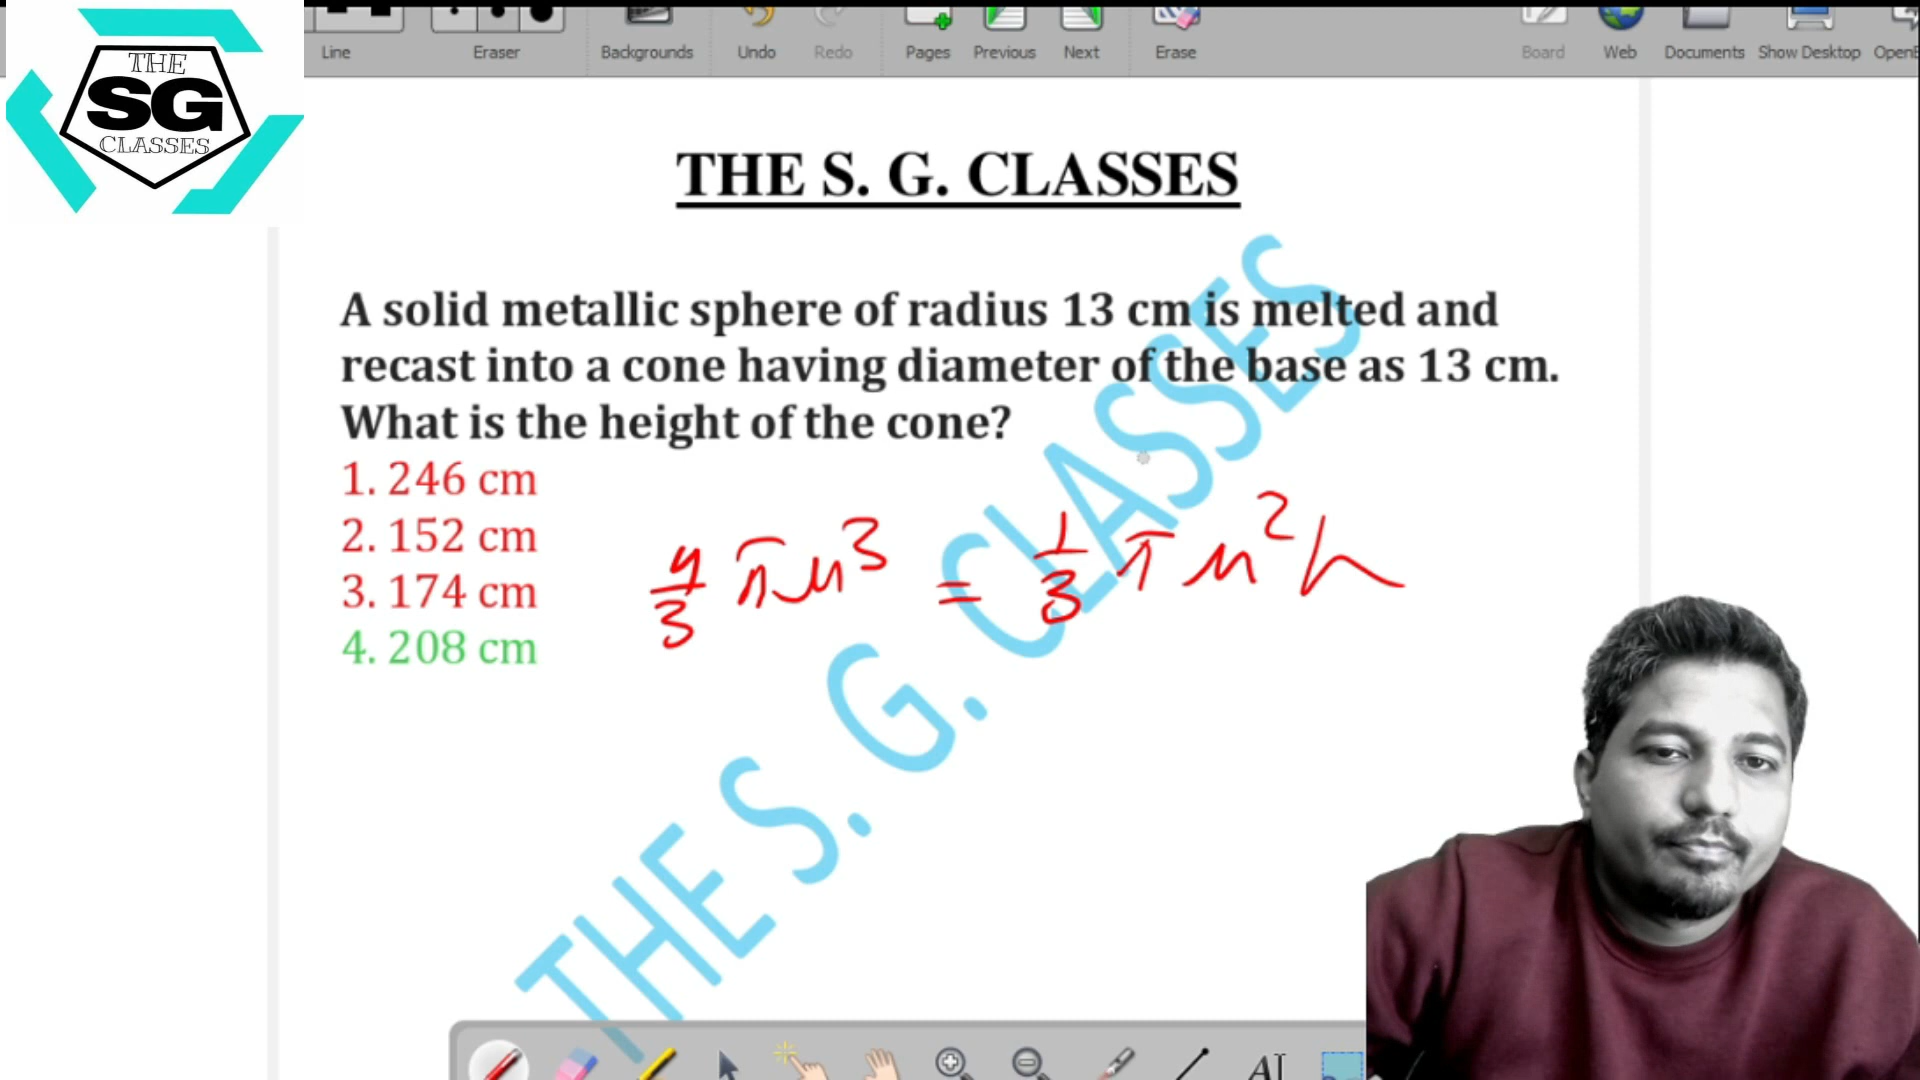 Line Eraser Backgrounds Undo Redo Pages Previous Next Erase Board Web Documents Show Desktop
THE
SG
CLASSES
THE S. G. CLASSES
A solid metallic sphere of radius 13 cm is melted and
recast into a cone having diameter of the base as 13 cm.
What is the height of the cone?
1. 246 cm
2. 152 cm
3. 174 cm
4. 208 cm
4/3 πr³ = 1/3 πr²h
THE S. G. CLASSES
AI